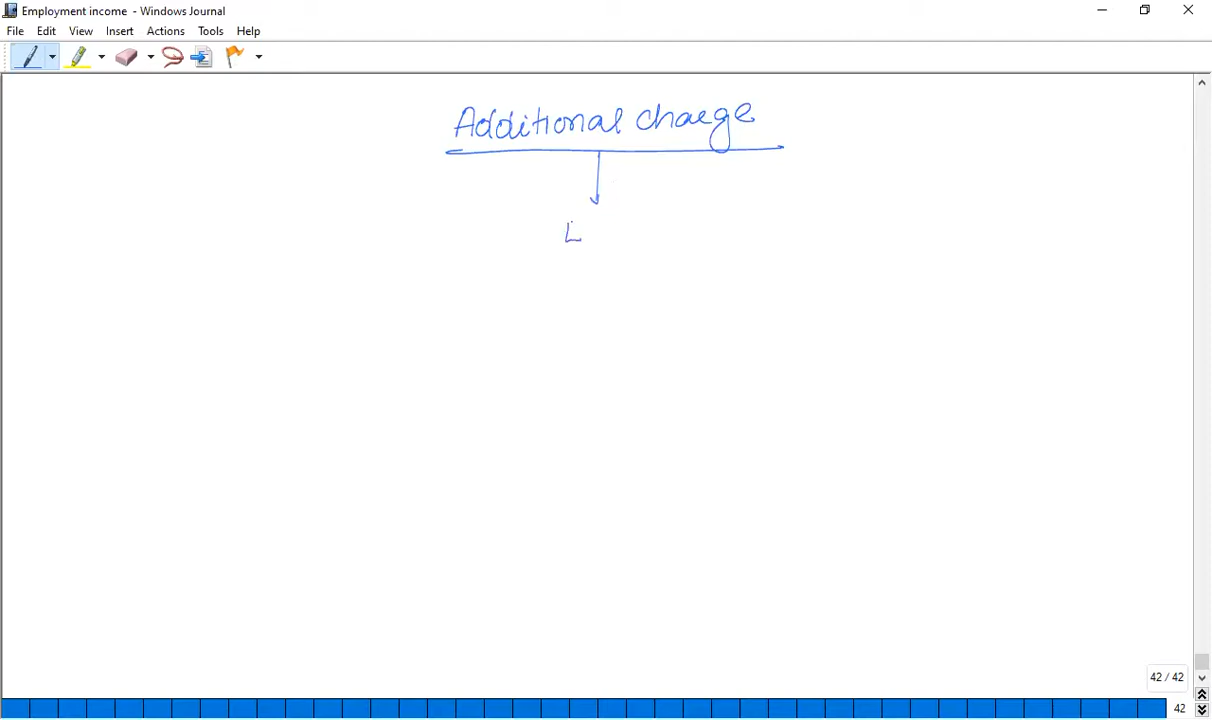 Employment income - Windows Journal
File Edit View Insert Actions Tools Help
Additional charge
L
42 / 42
42